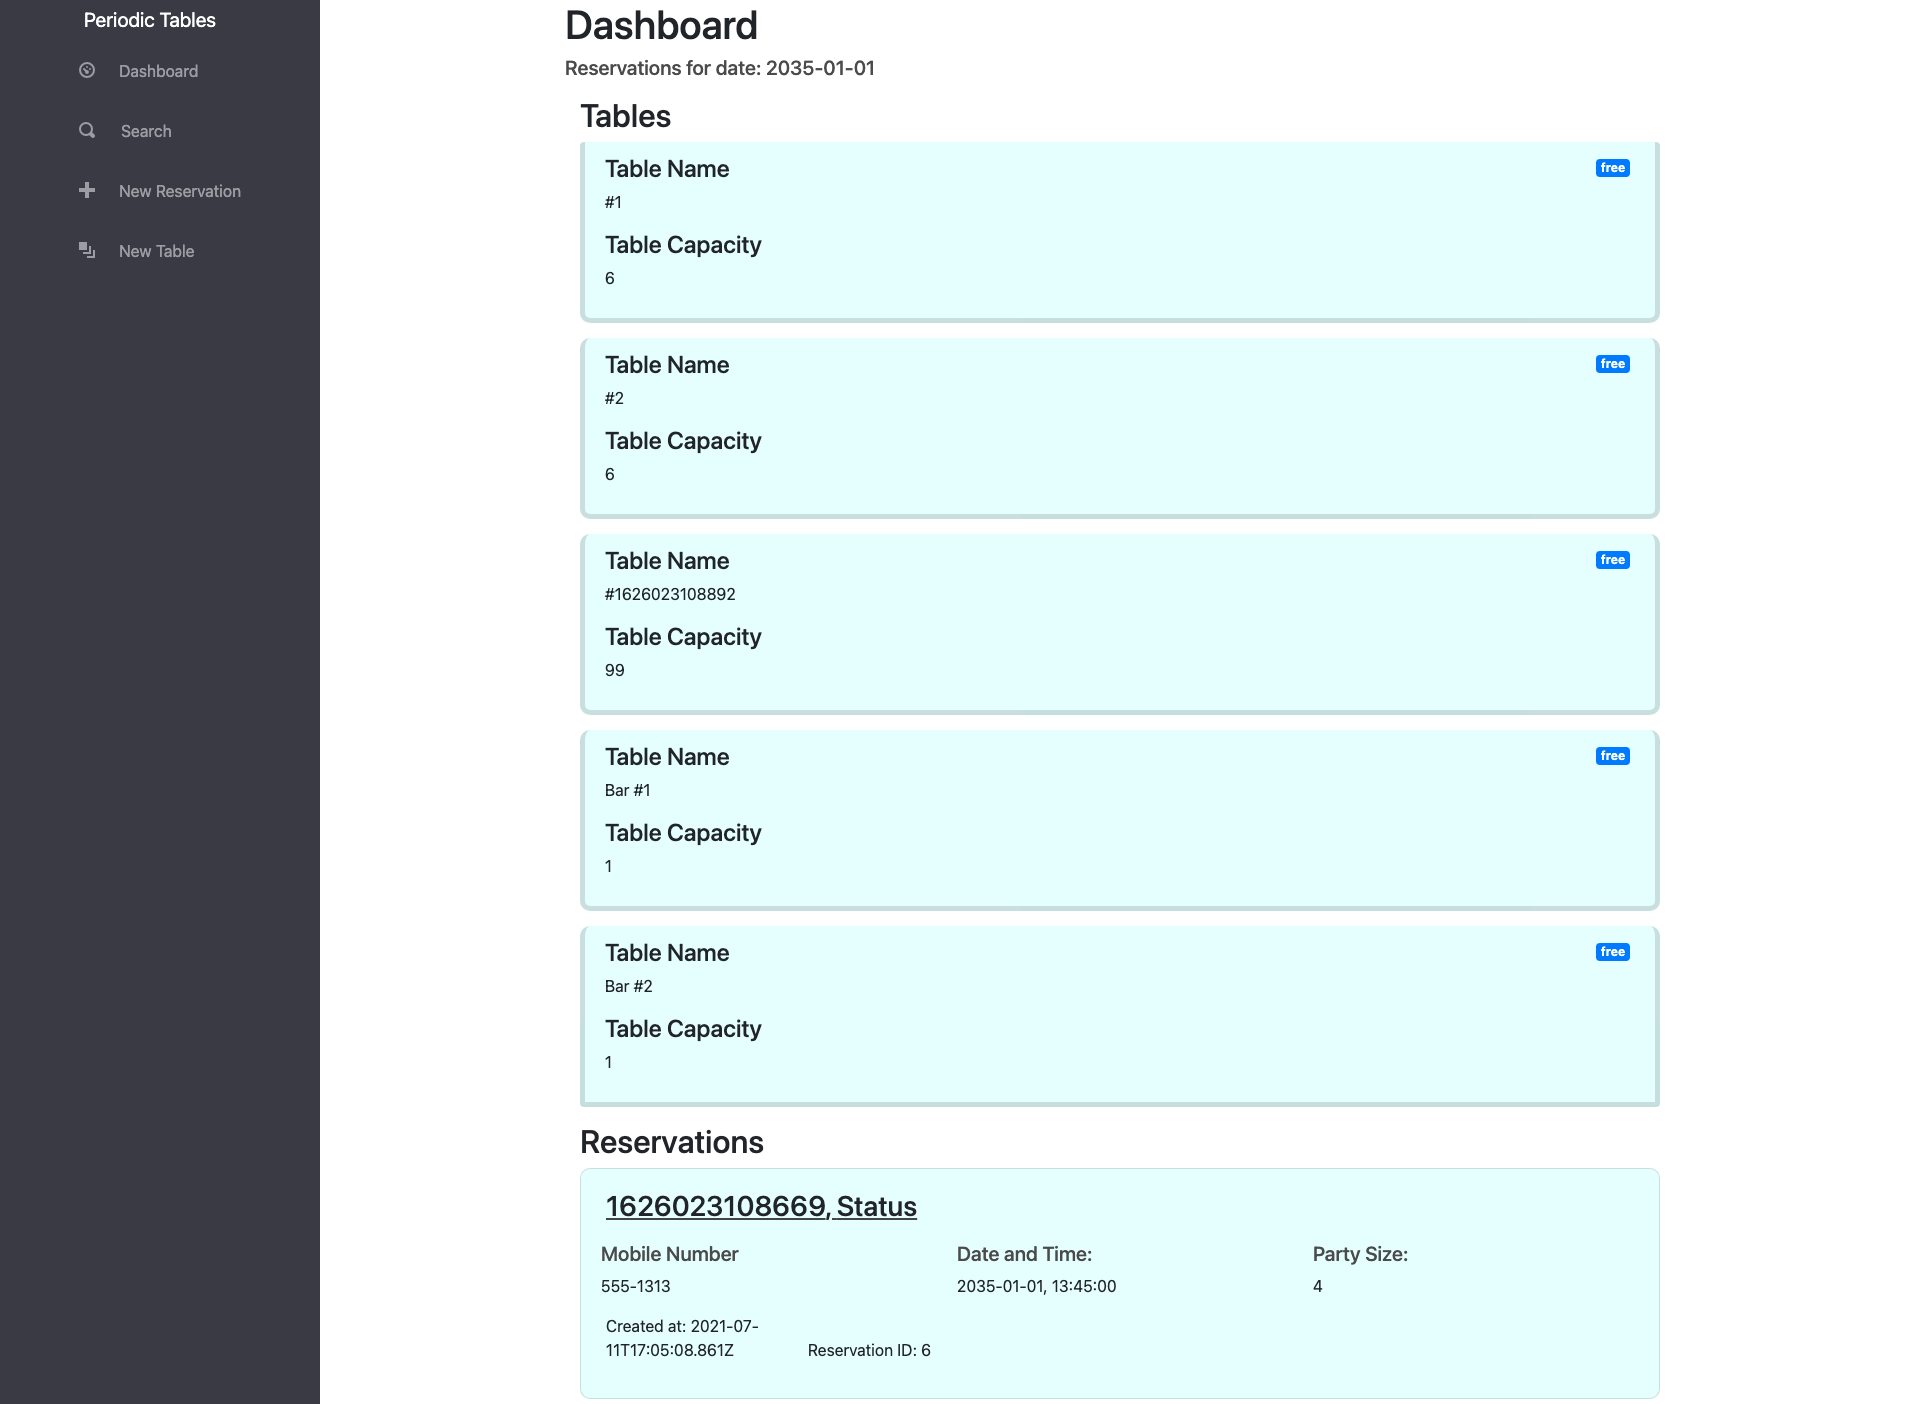 Periodic Tables
Dashboard
Search
New Reservation
New Table
Dashboard
Reservations for date: 2035-01-01
Tables
Table Name
free
#1
Table Capacity
6
Table Name
free
#2
Table Capacity
6
Table Name
free
#1626023108892
Table Capacity
99
Table Name
free
Bar #1
Table Capacity
1
Table Name
free
Bar #2
Table Capacity
1
Reservations
1626023108669, Status
Mobile Number
555-1313
Date and Time:
2035-01-01, 13:45:00
Party Size:
4
Created at: 2021-07-
11T17:05:08.861Z
Reservation ID: 6